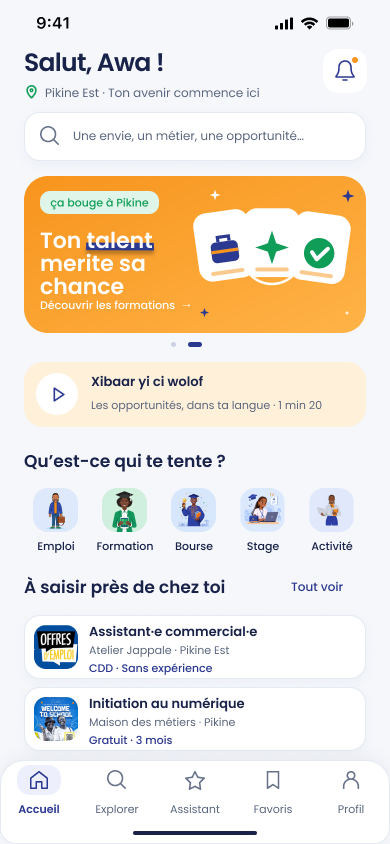 9:41
Salut, Awa !
Pikine Est · Ton avenir commence ici
Une envie, un métier, une opportunité…
ça bouge à Pikine
Ton talent
merite sa
chance
Découvrir les formations →
Xibaar yi ci wolof
Les opportunités, dans ta langue · 1 min 20
Qu’est-ce qui te tente ?
Emploi Formation Bourse Stage Activité
À saisir près de chez toi Tout voir
OFFRES
D'EMPLOI
Assistant·e commercial·e
Atelier Jappale · Pikine Est
CDD · Sans expérience
WELCOME
TO SCHOOL
Initiation au numérique
Maison des métiers · Pikine
Gratuit · 3 mois
Accueil Explorer Assistant Favoris Profil